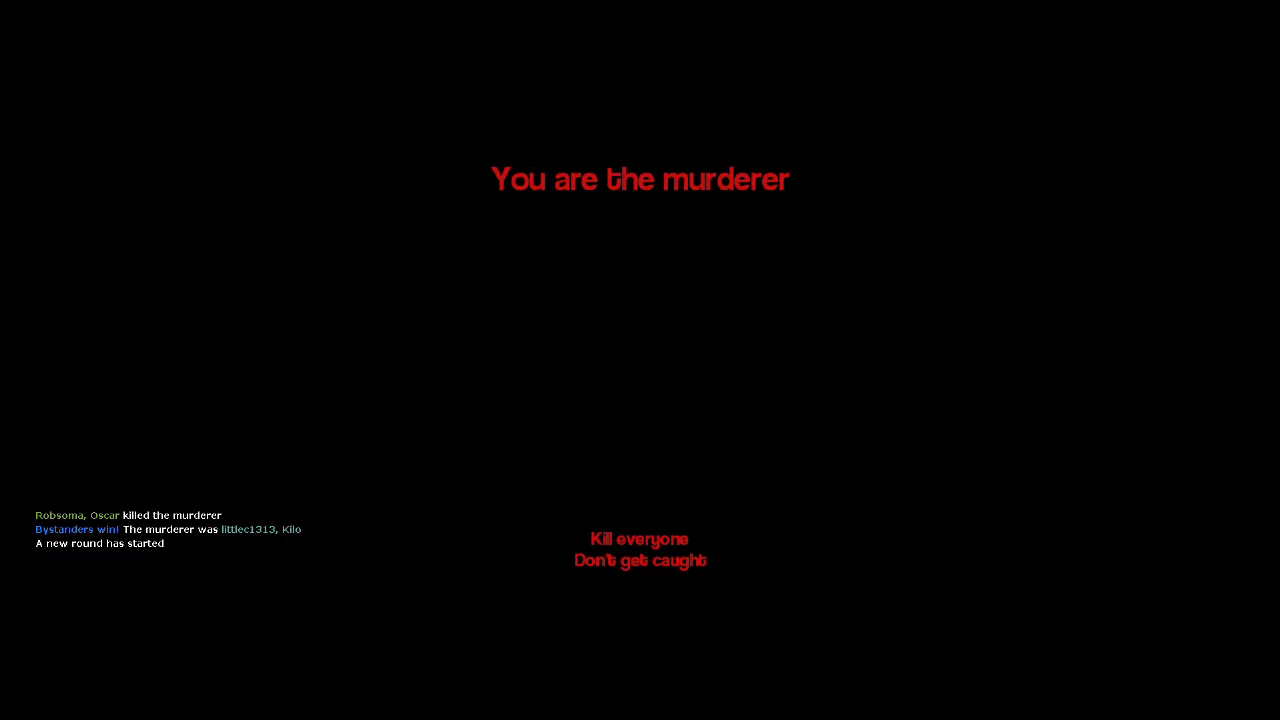 You are the murderer
Robsoma, Oscar killed the murderer
Bystanders win! The murderer was littlec1313, Kilo
A new round has started
Kill everyone
Don't get caught